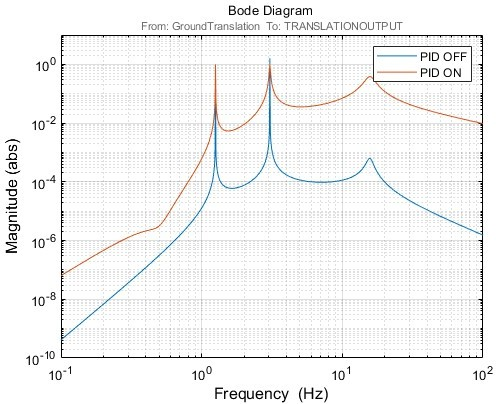 Bode Diagram
From: GroundTranslation To: TRANSLATIONOUTPUT
PID OFF
PID ON
10^0
10^-2
10^-4
10^-6
10^-8
10^-10
Magnitude (abs)
10^-1
10^0
10^1
10^2
Frequency (Hz)